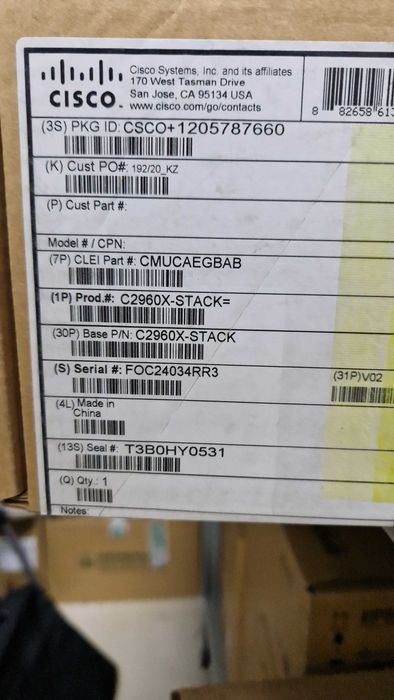 CISCO
Cisco Systems, Inc. and its affiliates
170 West Tasman Drive
San Jose, CA 95134 USA
www.cisco.com/go/contacts
8 82658 613
(3S) PKG ID: CSCO+1205787660
(K) Cust PO#: 192/20_KZ
(P) Cust Part #:
Model # / CPN:
(7P) CLEI Part #: CMUCAEGBAB
(1P) Prod.#: C2960X-STACK=
(30P) Base P/N: C2960X-STACK
(S) Serial #: FOC24034RR3
(31P)V02
(4L) Made in
China
(13S) Seal #: T3B0HY0531
(Q) Qty.: 1
Notes: